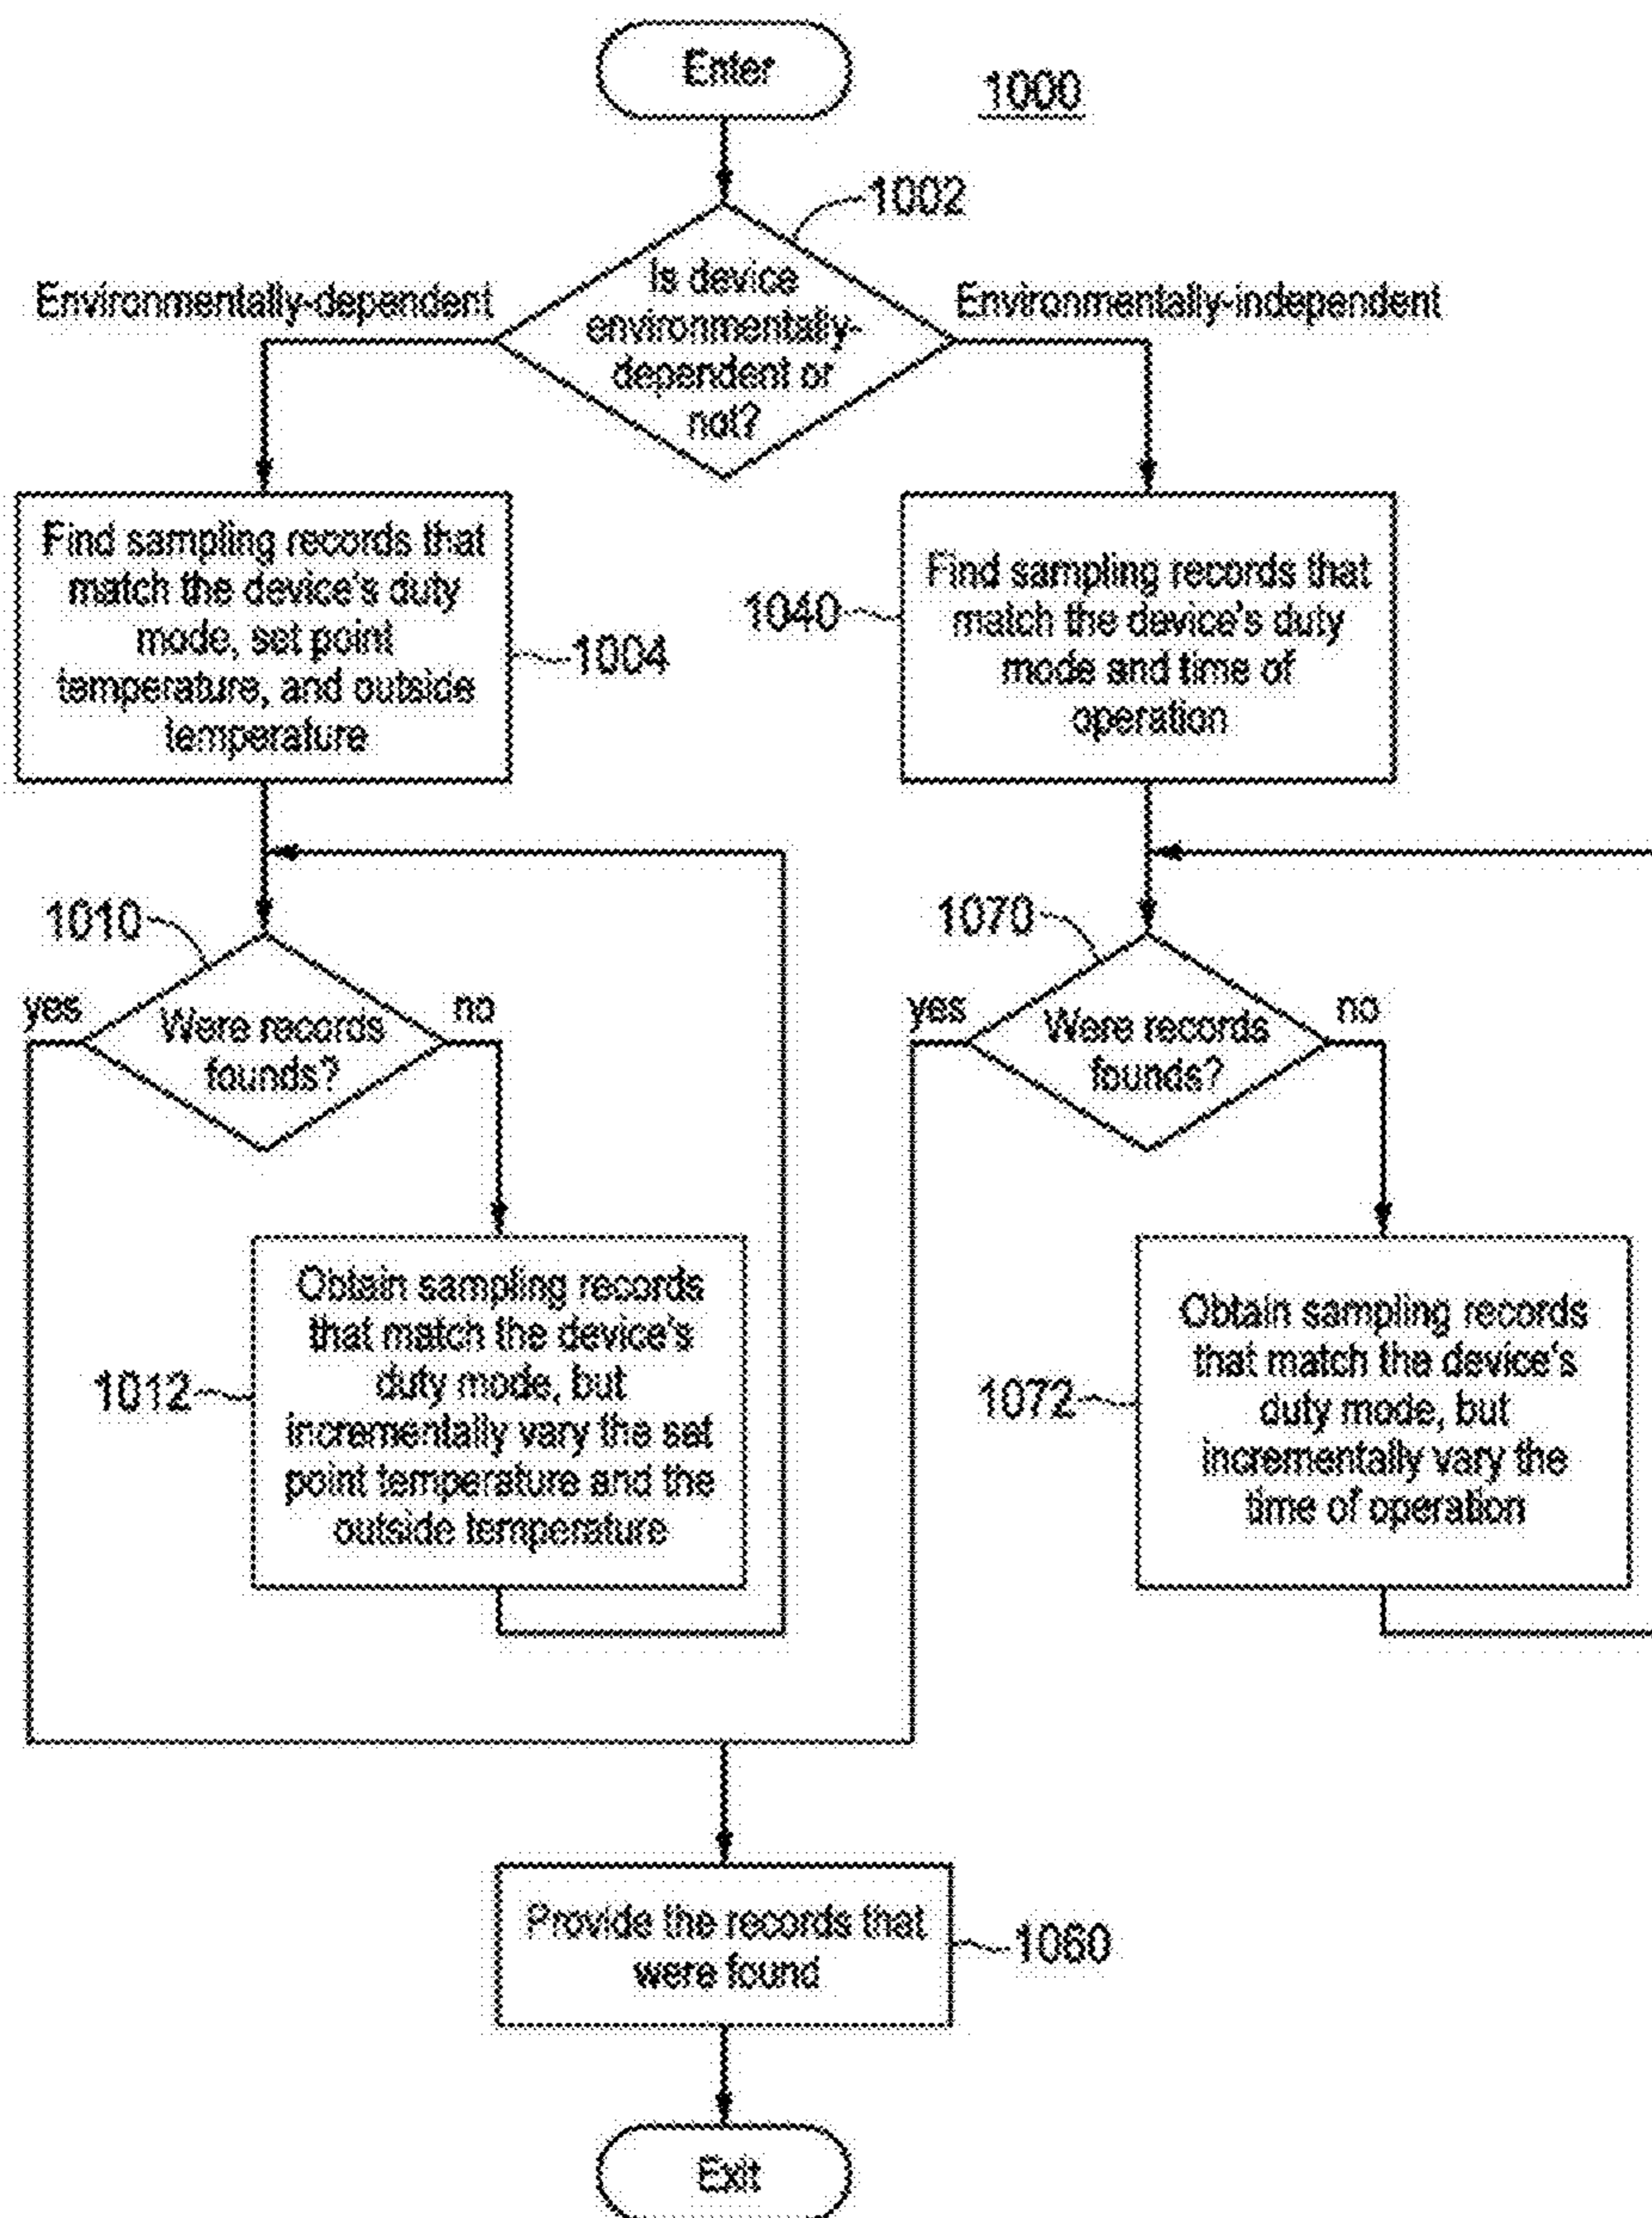 Enter
1000
1002
Is device
environmentally-
dependent or
not?
Environmentally-dependent
Environmentally-independent
Find sampling records that
match the device's duty
mode, set point
temperature, and outside
temperature
1004
1040
Find sampling records that
match the device's duty
mode and time of
operation
1010
yes
Were records
founds?
no
1070
yes
Were records
founds?
no
1012
Obtain sampling records
that match the device's
duty mode, but
incrementally vary the set
point temperature and the
outside temperature
1072
Obtain sampling records
that match the device's
duty mode, but
incrementally vary the
time of operation
Provide the records that
were found
1060
Exit